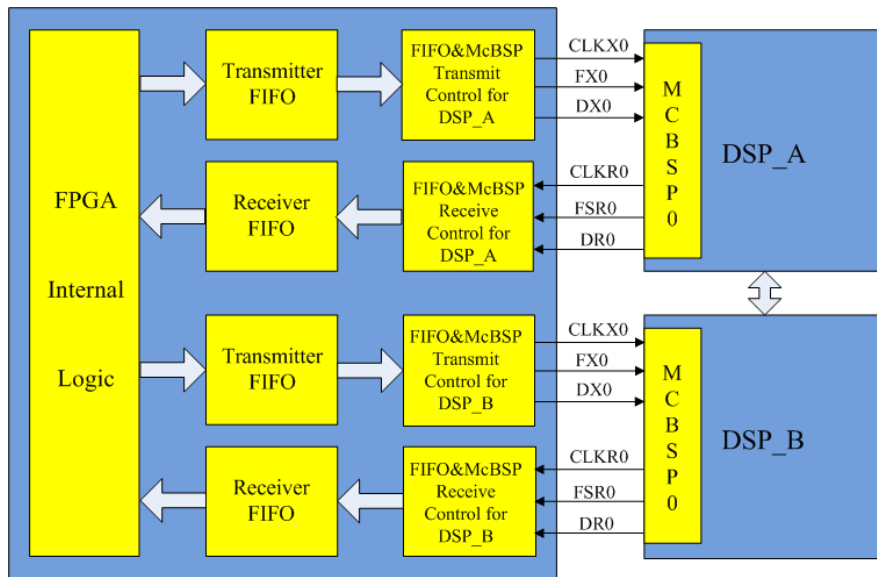 FPGA
Internal
Logic
Transmitter
FIFO
FIFO&McBSP
Transmit
Control for
DSP_A
CLKX0
FX0
DX0
Receiver
FIFO
FIFO&McBSP
Receive
Control for
DSP_A
CLKR0
FSR0
DR0
M
C
B
S
P
0
DSP_A
Transmitter
FIFO
FIFO&McBSP
Transmit
Control for
DSP_B
CLKX0
FX0
DX0
Receiver
FIFO
FIFO&McBSP
Receive
Control for
DSP_B
CLKR0
FSR0
DR0
M
C
B
S
P
0
DSP_B